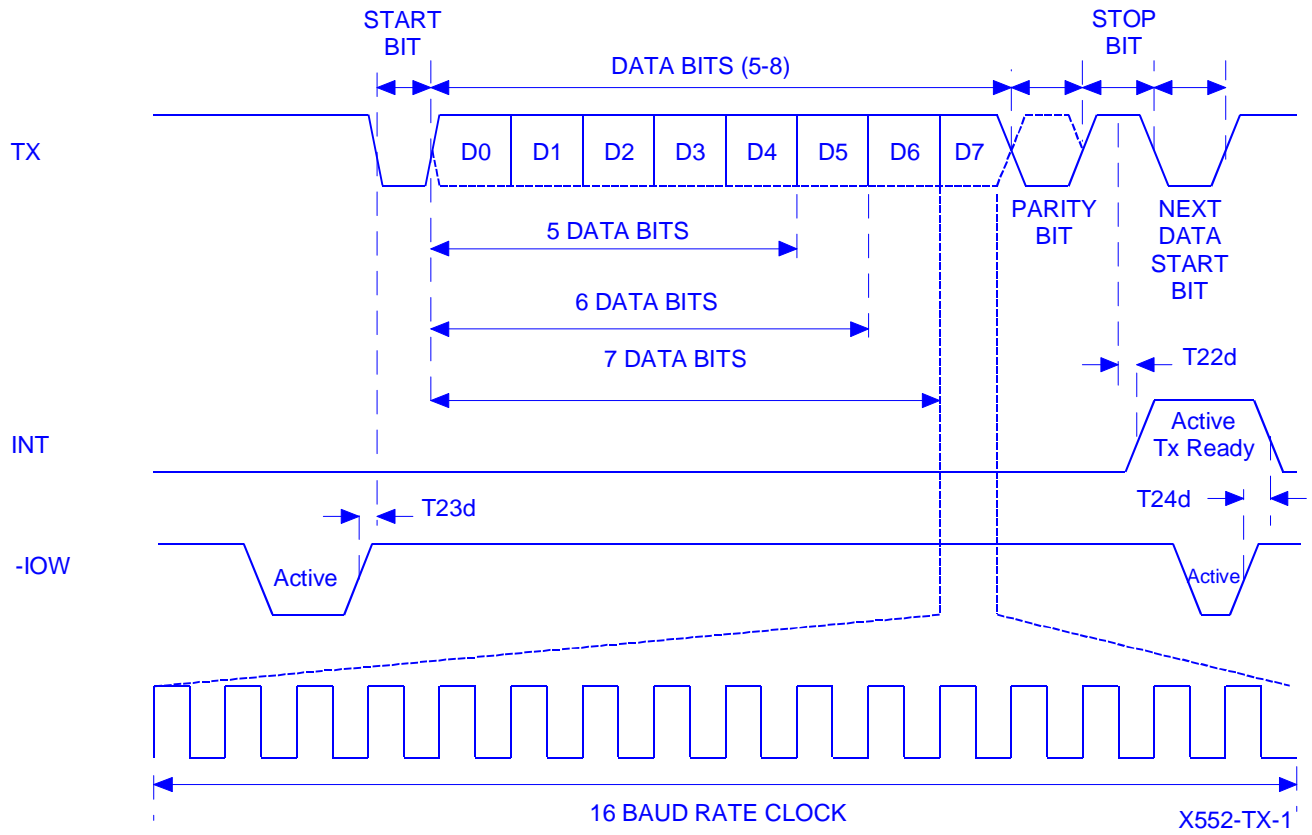 START
BIT
STOP
BIT
DATA BITS (5-8)
TX
D0 D1 D2 D3 D4 D5 D6 D7
PARITY
BIT
NEXT
DATA
START
BIT
5 DATA BITS
6 DATA BITS
7 DATA BITS
T22d
INT
Active
Tx Ready
T23d
T24d
-IOW
Active
Active
16 BAUD RATE CLOCK
X552-TX-1